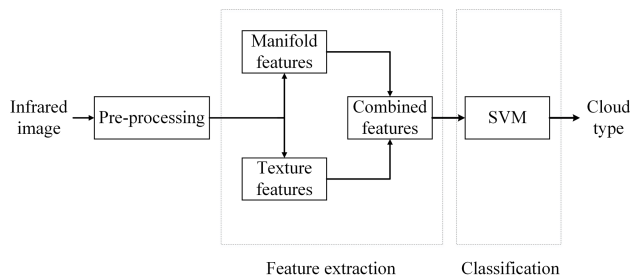 Manifold
features
Infrared
image
Pre-processing
Combined
features
SVM
Cloud
type
Texture
features
Feature extraction
Classification